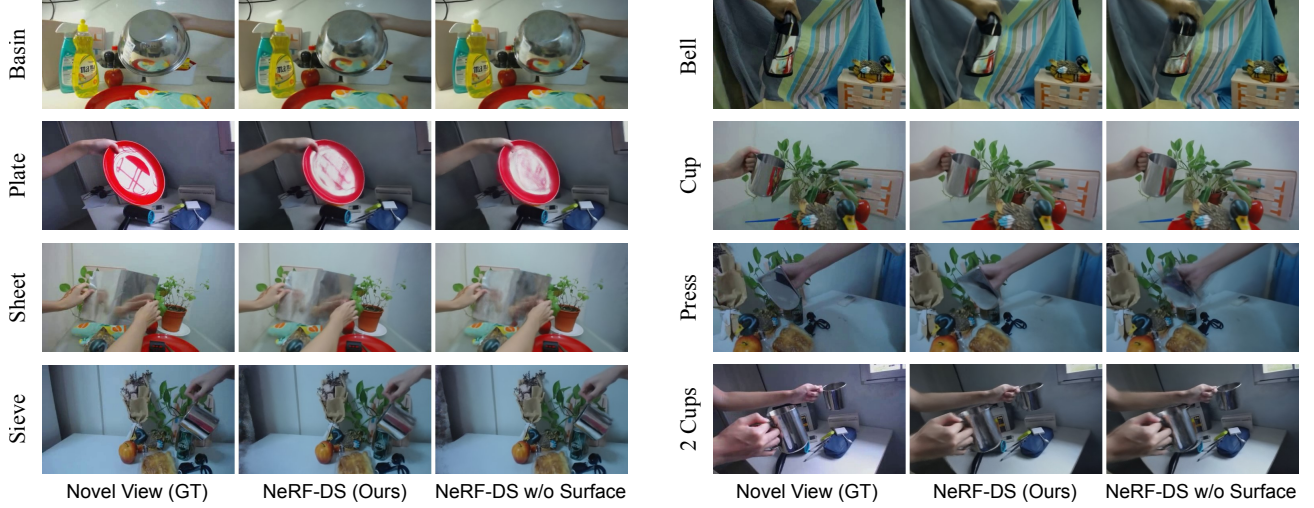 Basin
Plate
Sheet
Sieve
Novel View (GT) NeRF-DS (Ours) NeRF-DS w/o Surface
Bell
Cup
Press
2 Cups
Novel View (GT) NeRF-DS (Ours) NeRF-DS w/o Surface